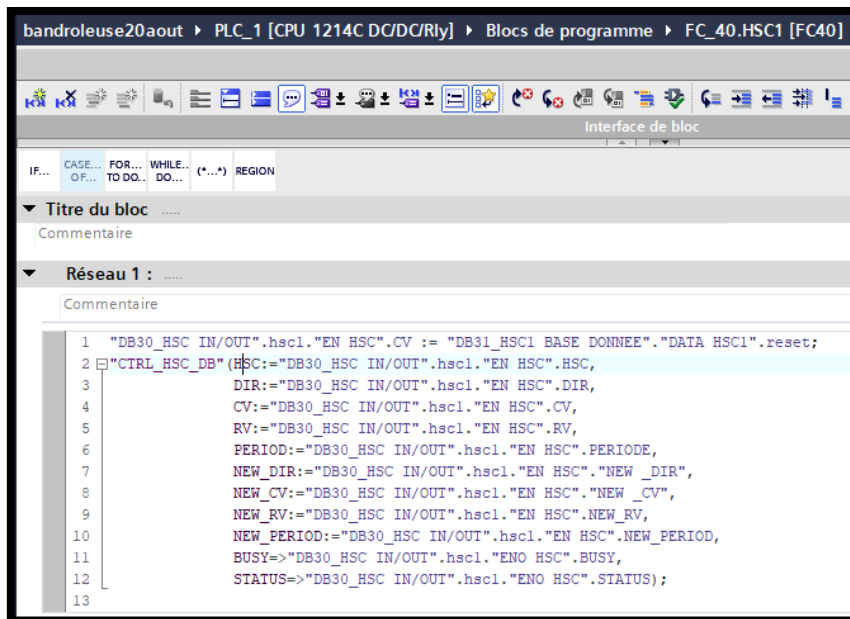 bandroleuse20aout ▸ PLC_1 [CPU 1214C DC/DC/Rly] ▸ Blocs de programme ▸ FC_40.HSC1 [FC40]
Interface de bloc
IF... CASE... OF... FOR... TO DO.. WHILE.. DO... (*...*) REGION
Titre du bloc .....
Commentaire
Réseau 1 : .....
Commentaire
1 "DB30_HSC IN/OUT".hsc1."EN HSC".CV := "DB31_HSC1 BASE DONNEE"."DATA HSC1".reset;
2 "CTRL_HSC_DB"(HSC:="DB30_HSC IN/OUT".hsc1."EN HSC".HSC,
3 DIR:="DB30_HSC IN/OUT".hsc1."EN HSC".DIR,
4 CV:="DB30_HSC IN/OUT".hsc1."EN HSC".CV,
5 RV:="DB30_HSC IN/OUT".hsc1."EN HSC".RV,
6 PERIOD:="DB30_HSC IN/OUT".hsc1."EN HSC".PERIODE,
7 NEW_DIR:="DB30_HSC IN/OUT".hsc1."EN HSC"."NEW _DIR",
8 NEW_CV:="DB30_HSC IN/OUT".hsc1."EN HSC"."NEW _CV",
9 NEW_RV:="DB30_HSC IN/OUT".hsc1."EN HSC".NEW_RV,
10 NEW_PERIOD:="DB30_HSC IN/OUT".hsc1."EN HSC".NEW_PERIOD,
11 BUSY=>"DB30_HSC IN/OUT".hsc1."ENO HSC".BUSY,
12 STATUS=>"DB30_HSC IN/OUT".hsc1."ENO HSC".STATUS);
13